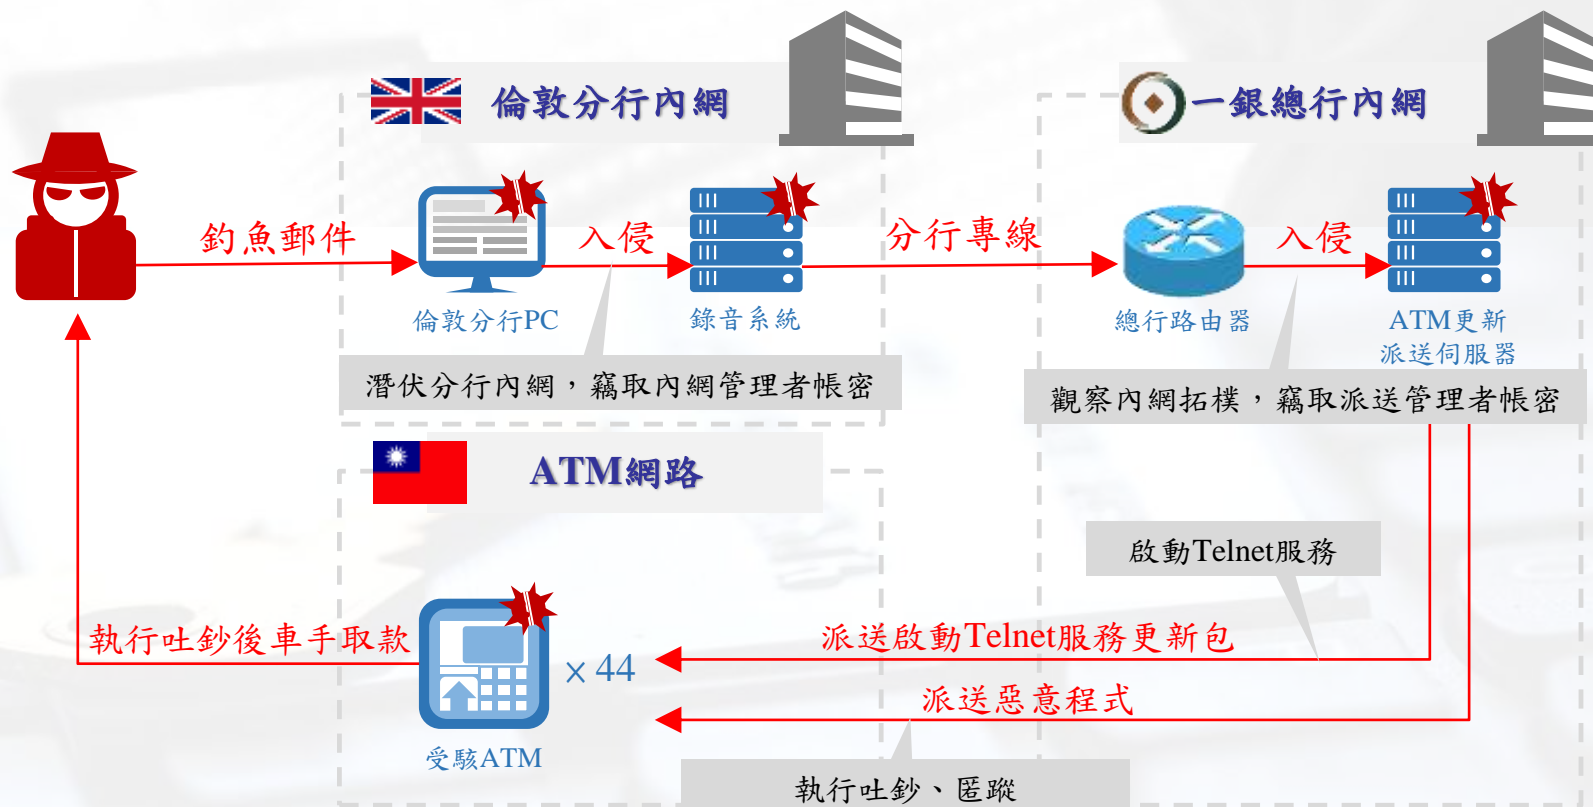 倫敦分行內網
一銀總行內網
釣魚郵件
入侵
分行專線
入侵
倫敦分行PC
錄音系統
總行路由器
ATM更新
派送伺服器
潛伏分行內網，竊取內網管理者帳密
觀察內網拓樸，竊取派送管理者帳密
ATM網路
啟動Telnet服務
執行吐鈔後車手取款
×44
派送啟動Telnet服務更新包
派送惡意程式
受駭ATM
執行吐鈔、匿蹤